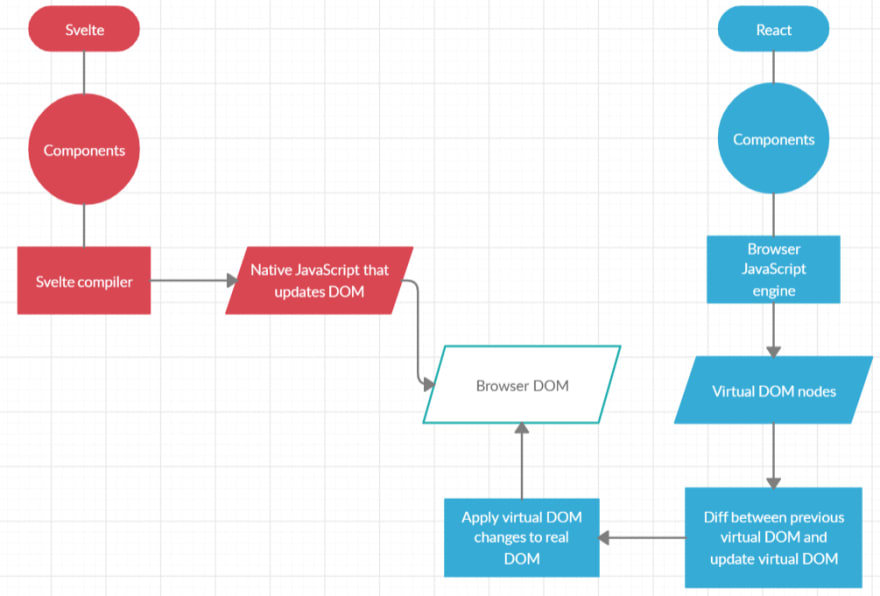 Svelte
Components
Svelte compiler
Native JavaScript that
updates DOM
Browser DOM
React
Components
Browser
JavaScript
engine
Virtual DOM nodes
Diff between previous
virtual DOM and
update virtual DOM
Apply virtual DOM
changes to real
DOM